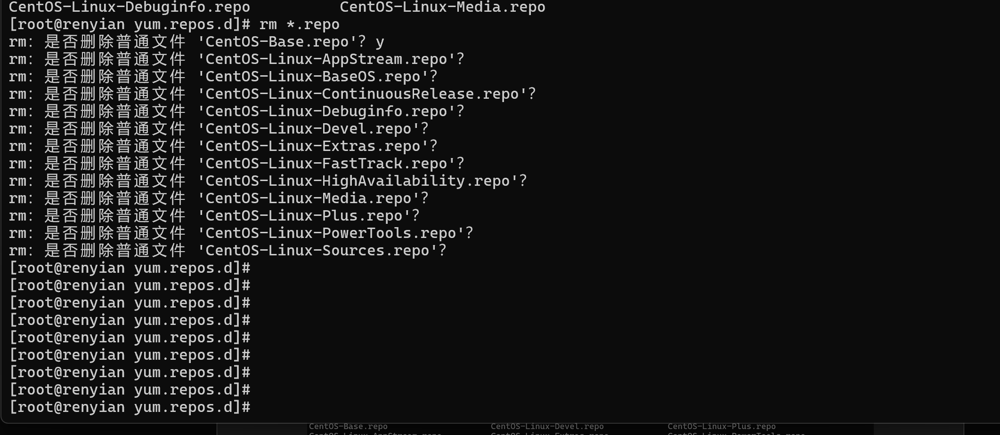 CentOS-Linux-Debuginfo.repo          CentOS-Linux-Media.repo
[root@renyian yum.repos.d]# rm *.repo
rm: 是否删除普通文件 'CentOS-Base.repo'? y
rm: 是否删除普通文件 'CentOS-Linux-AppStream.repo'?
rm: 是否删除普通文件 'CentOS-Linux-BaseOS.repo'?
rm: 是否删除普通文件 'CentOS-Linux-ContinuousRelease.repo'?
rm: 是否删除普通文件 'CentOS-Linux-Debuginfo.repo'?
rm: 是否删除普通文件 'CentOS-Linux-Devel.repo'?
rm: 是否删除普通文件 'CentOS-Linux-Extras.repo'?
rm: 是否删除普通文件 'CentOS-Linux-FastTrack.repo'?
rm: 是否删除普通文件 'CentOS-Linux-HighAvailability.repo'?
rm: 是否删除普通文件 'CentOS-Linux-Media.repo'?
rm: 是否删除普通文件 'CentOS-Linux-Plus.repo'?
rm: 是否删除普通文件 'CentOS-Linux-PowerTools.repo'?
rm: 是否删除普通文件 'CentOS-Linux-Sources.repo'?
[root@renyian yum.repos.d]#
[root@renyian yum.repos.d]#
[root@renyian yum.repos.d]#
[root@renyian yum.repos.d]#
[root@renyian yum.repos.d]#
[root@renyian yum.repos.d]#
[root@renyian yum.repos.d]#
[root@renyian yum.repos.d]#
[root@renyian yum.repos.d]#
CentOS-Base.repo CentOS-Linux-Devel.repo CentOS-Linux-Plus.repo
CentOS-Linux-AppStream.repo CentOS-Linux-Extras.repo CentOS-Linux-PowerTools.repo